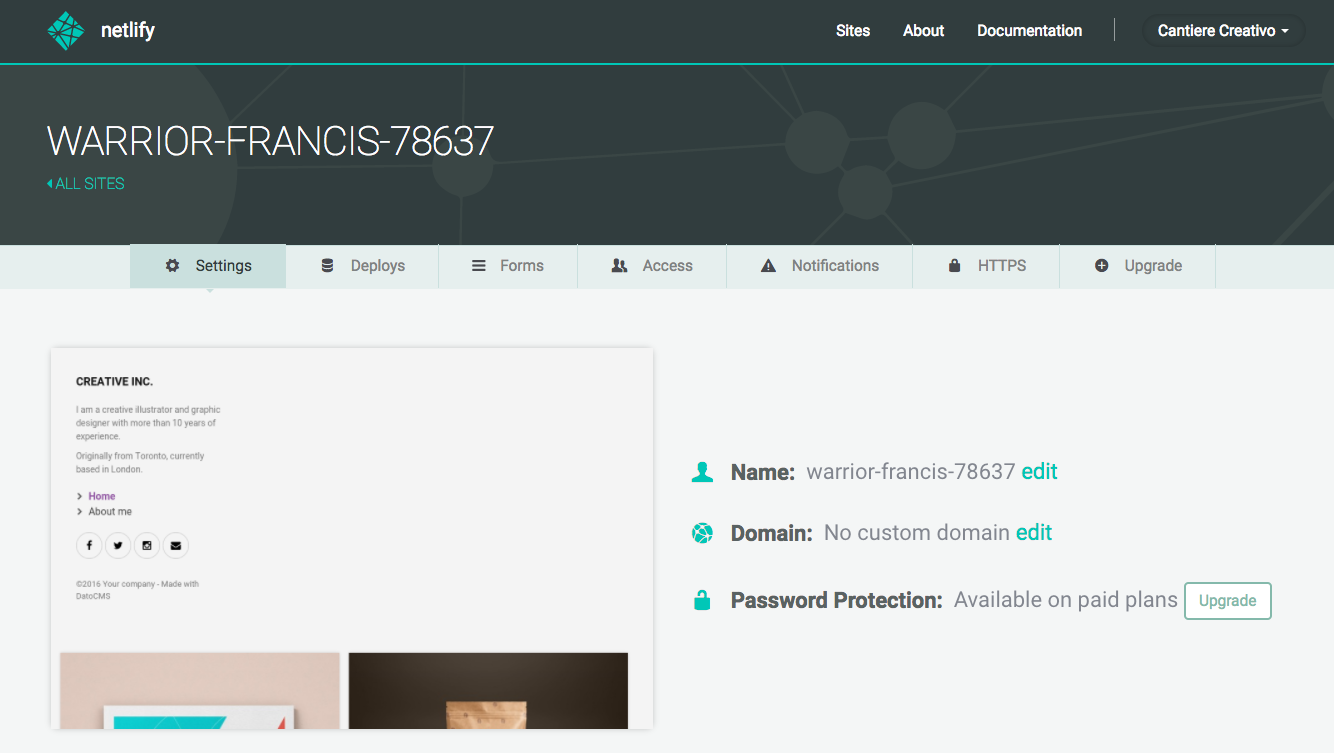 netlify
Sites About Documentation Cantiere Creativo
WARRIOR-FRANCIS-78637
ALL SITES
Settings Deploys Forms Access Notifications HTTPS Upgrade
CREATIVE INC.
I am a creative illustrator and graphic
designer with more than 10 years of
experience.
Originally from Toronto, currently
based in London.
Home
About me
©2016 Your company - Made with
DatoCMS
Name: warrior-francis-78637 edit
Domain: No custom domain edit
Password Protection: Available on paid plans Upgrade